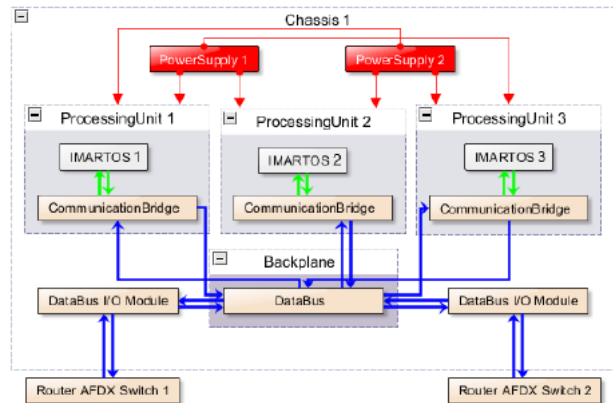 Chassis 1
PowerSupply 1
PowerSupply 2
ProcessingUnit 1
ProcessingUnit 2
ProcessingUnit 3
IMARTOS 1
IMARTOS 2
IMARTOS 3
CommunicationBridge
CommunicationBridge
CommunicationBridge
Backplane
DataBus I/O Module
DataBus
DataBus I/O Module
Router AFDX Switch 1
Router AFDX Switch 2